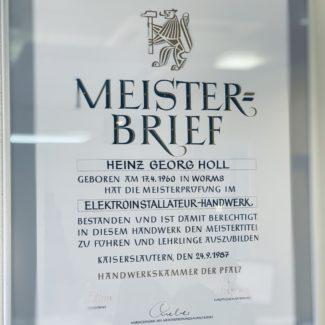 MEISTER=
BRIEF
HEINZ GEORG HOLL
GEBOREN AM 17.4.1960 IN WORMS
HAT DIE MEISTERPRÜFUNG IM
ELEKTROINSTALLATEUR-HANDWERK
BESTANDEN UND IST DAMIT BERECHTIGT
IN DIESEM HANDWERK DEN MEISTERTITEL
ZU FÜHREN UND LEHRLINGE AUSZUBILDEN
KAISERSLAUTERN, DEN 24.9.1987
HANDWERKSKAMMER DER PFALZ